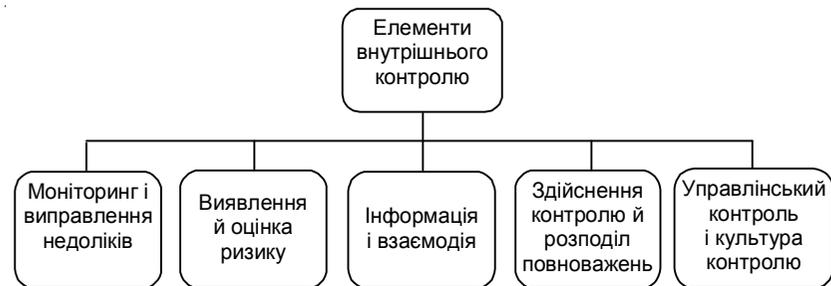 Елементи
внутрішнього
контролю
Моніторинг і
виправлення
недоліків
Виявлення
й оцінка
ризику
Інформація
і взаємодія
Здійснення
контролю й
розподіл
повноважень
Управлінський
контроль
і культура
контролю